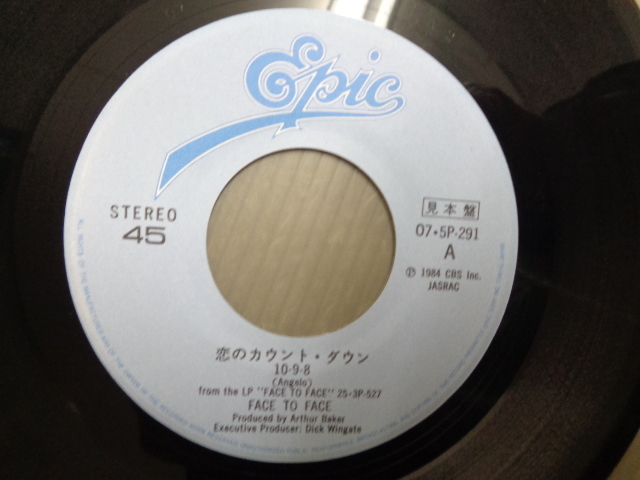 Epic
STEREO
45
見本盤
07・5P-291
A
Ⓟ 1984 CBS Inc.
JASRAC
恋のカウント・ダウン
10-9-8
(Angelo)
from the LP "FACE TO FACE" 25・3P-527
FACE TO FACE
Produced by Arthur Baker
Executive Producer: Dick Wingate